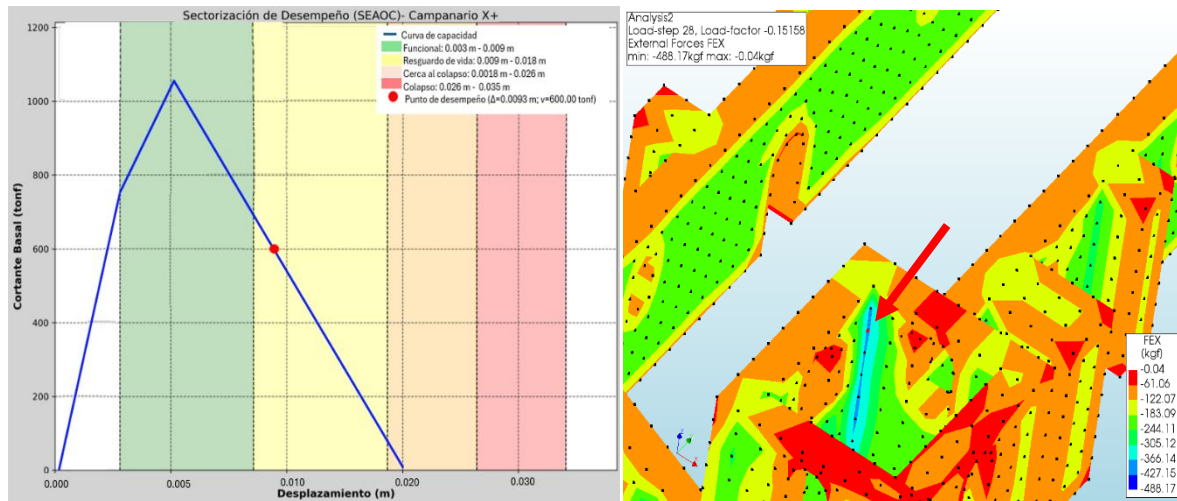 Sectorización de Desempeño (SEAOC)- Campanario X+
Curva de capacidad
Funcional: 0.003 m - 0.009 m
Resguardo de vida: 0.009 m - 0.018 m
Cerca al colapso: 0.0018 m - 0.026 m
Colapso: 0.026 m - 0.035 m
Punto de desempeño (Δ=0.0093 m; v=600.00 tonf)
Cortante Basal (tonf)
1200
1000
800
600
400
200
0
0.000 0.005 0.010 0.020 0.030
Desplazamiento (m)
Analysis2
Load-step 28, Load-factor -0.15158
External Forces FEX
min: -488.17kgf max: -0.04kgf
FEX
(kgf)
-0.04
-61.06
-122.07
-183.09
-244.11
-305.12
-366.14
-427.15
-488.17